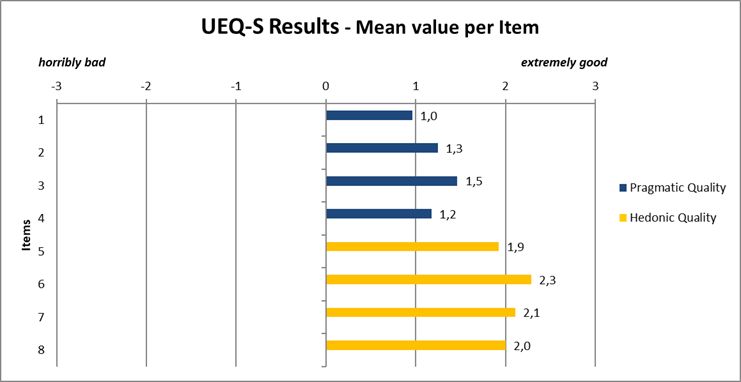 UEQ-S Results - Mean value per Item
horribly bad extremely good
-3 -2 -1 0 1 2 3
1 1,0
2 1,3
3 1,5
4 1,2
5 1,9
6 2,3
7 2,1
8 2,0
Items
Pragmatic Quality
Hedonic Quality